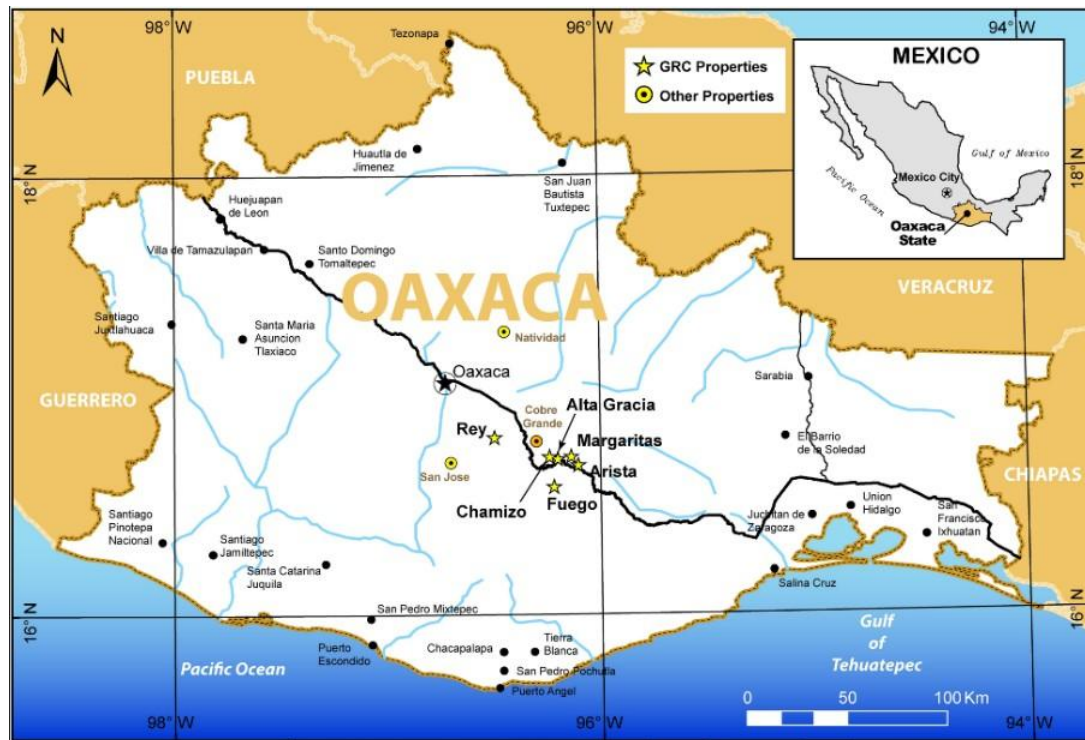 98° W
96° W
94° W
N
Tezonapa
PUEBLA
GRC Properties
Other Properties
MEXICO
Gulf of Mexico
Pacific Ocean
Mexico City
Oaxaca
State
Huautla de
Jimenez
San Juan
Bautista
Tuxtepec
18° N
18° N
Huejuapan
de Leon
Villa de Tamazulapan
Santo Domingo
Tomaltepec
OAXACA
VERACRUZ
Santiago
Juxtlahuaca
Santa Maria
Asuncion
Tlaxiaco
Natividad
Oaxaca
Sarabia
GUERRERO
Alta Gracia
Cobre
Grande
Rey
Margaritas
El Barrio
de la Soledad
Arista
San Jose
CHIAPAS
Chamizo
Fuego
Santiago
Pinotepa
Nacional
Juchitan de
Zaragoza
Union
Hidalgo
San
Francisco
Ixhuatan
Santiago
Jamiltepec
Santa Catarina
Juquila
Salina Cruz
16° N
16° N
San Pedro Mixtepec
Gulf
of
Tehuatepec
Puerto
Escondido
Chacapalapa
Tierra
Blanca
Pacific Ocean
San Pedro Pochutla
Puerto Angel
0
50
100 Km
98° W
96° W
94° W